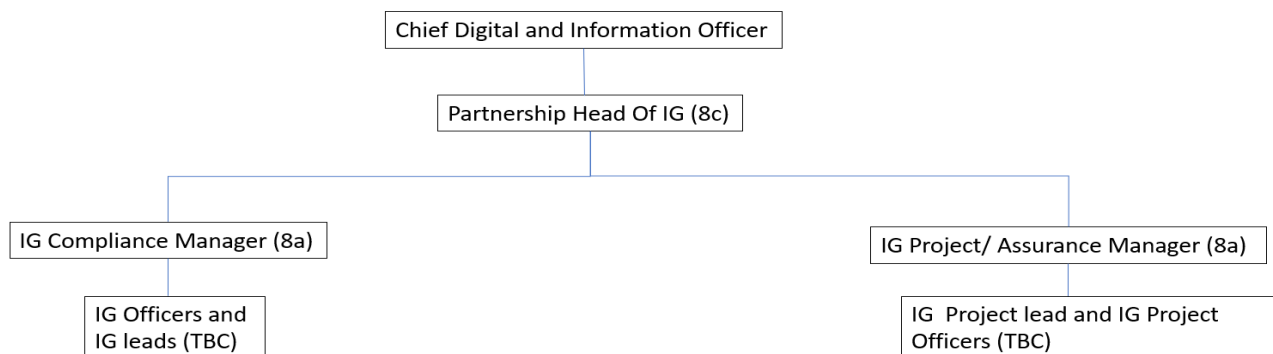 Chief Digital and Information Officer
Partnership Head Of IG (8c)
IG Compliance Manager (8a)
IG Project/ Assurance Manager (8a)
IG Officers and
IG leads (TBC)
IG  Project lead and IG Project
Officers (TBC)